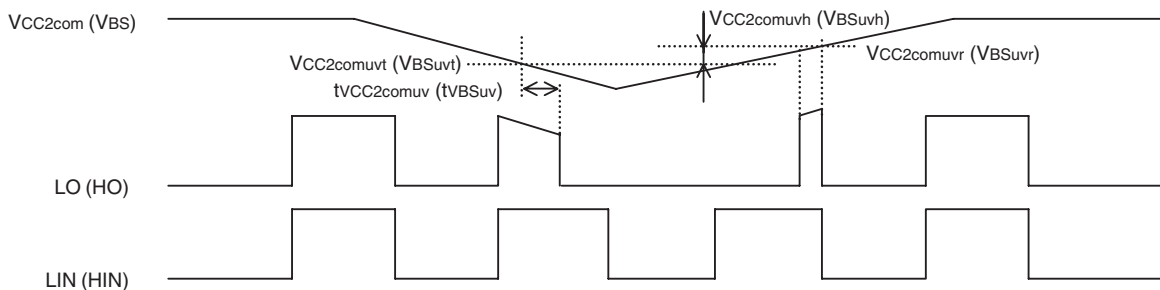 VCC2com (VBS)
VCC2comuvh (VBSuvh)
VCC2comuvt (VBSuvt)
VCC2comuvr (VBSuvr)
tVCC2comuv (tVBSuv)
LO (HO)
LIN (HIN)